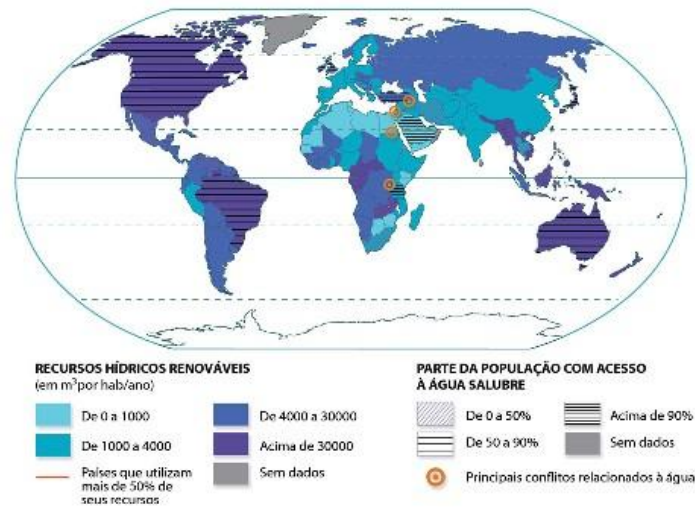 RECURSOS HÍDRICOS RENOVÁVEIS
(em m³por hab/ano)
De 0 a 1000
De 4000 a 30000
De 1000 a 4000
Acima de 30000
Países que utilizam
mais de 50% de
seus recursos
Sem dados
PARTE DA POPULAÇÃO COM ACESSO
À ÁGUA SALUBRE
De 0 a 50%
Acima de 90%
De 50 a 90%
Sem dados
Principais conflitos relacionados à água